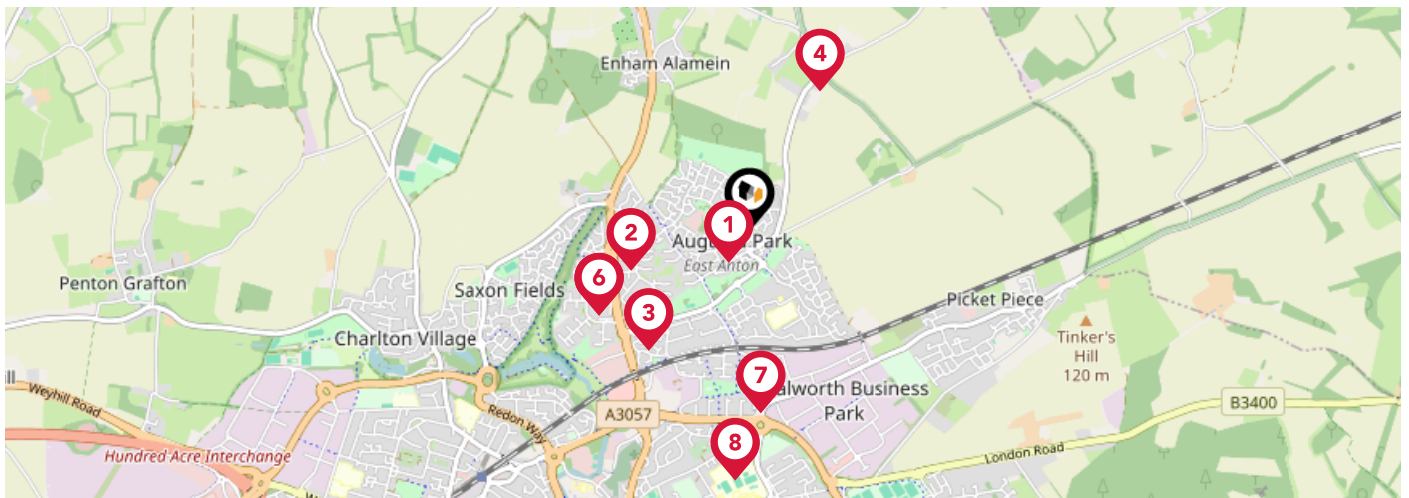 4
Enham Alamein
1
2
Augusta Park
East Anton
6
Penton Grafton
Saxon Fields
Picket Piece
3
Charlton Village
Tinker's
Hill
120 m
7
Walworth Business
Park
Weyhill Road
Redon Way
A3057
B3400
8
Hundred Acre Interchange
London Road